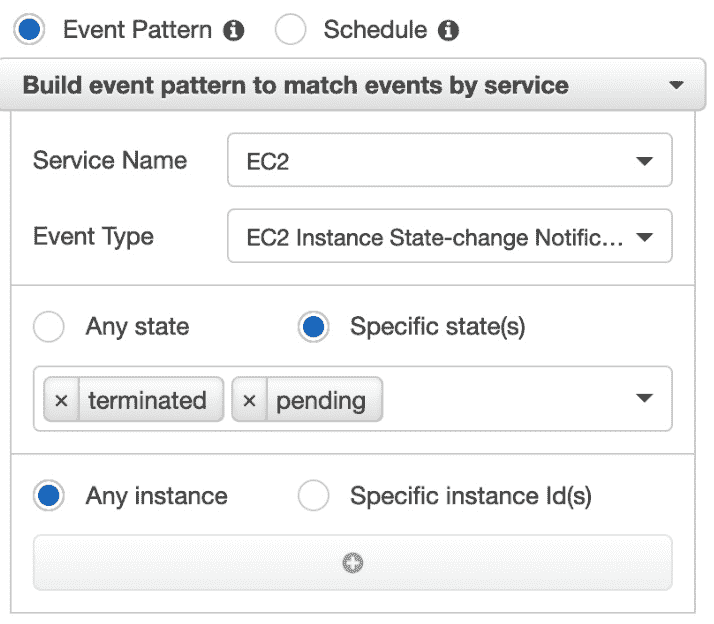 Event Pattern Schedule
Build event pattern to match events by service
Service Name EC2
Event Type EC2 Instance State-change Notific...
Any state Specific state(s)
× terminated × pending
Any instance Specific instance Id(s)